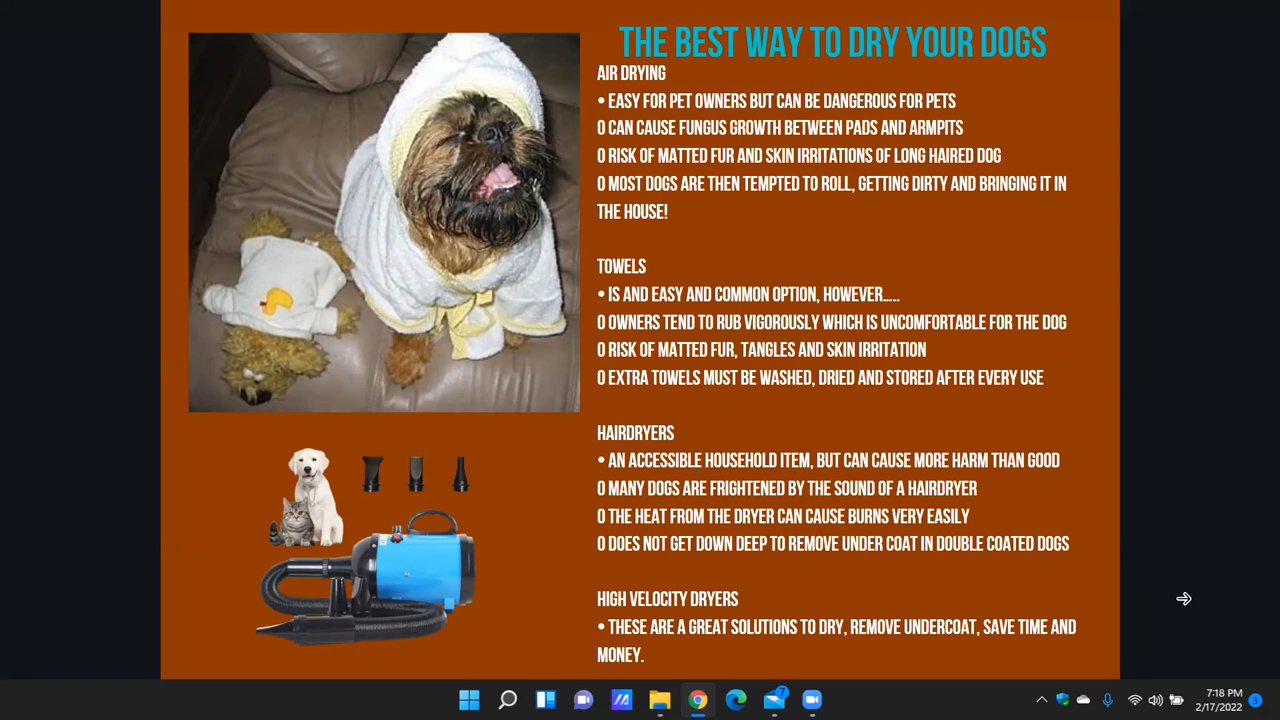 THE BEST WAY TO DRY YOUR DOGS
AIR DRYING
• EASY FOR PET OWNERS BUT CAN BE DANGEROUS FOR PETS
O CAN CAUSE FUNGUS GROWTH BETWEEN PADS AND ARMPITS
O RISK OF MATTED FUR AND SKIN IRRITATIONS OF LONG HAIRED DOG
O MOST DOGS ARE THEN TEMPTED TO ROLL, GETTING DIRTY AND BRINGING IT IN
THE HOUSE!
TOWELS
• IS AND EASY AND COMMON OPTION, HOWEVER.....
O OWNERS TEND TO RUB VIGOROUSLY WHICH IS UNCOMFORTABLE FOR THE DOG
O RISK OF MATTED FUR, TANGLES AND SKIN IRRITATION
O EXTRA TOWELS MUST BE WASHED, DRIED AND STORED AFTER EVERY USE
HAIRDRYERS
• AN ACCESSIBLE HOUSEHOLD ITEM, BUT CAN CAUSE MORE HARM THAN GOOD
O MANY DOGS ARE FRIGHTENED BY THE SOUND OF A HAIRDRYER
O THE HEAT FROM THE DRYER CAN CAUSE BURNS VERY EASILY
O DOES NOT GET DOWN DEEP TO REMOVE UNDER COAT IN DOUBLE COATED DOGS
HIGH VELOCITY DRYERS
• THESE ARE A GREAT SOLUTIONS TO DRY, REMOVE UNDERCOAT, SAVE TIME AND
MONEY.
7
7:18 PM
2/17/2022
3